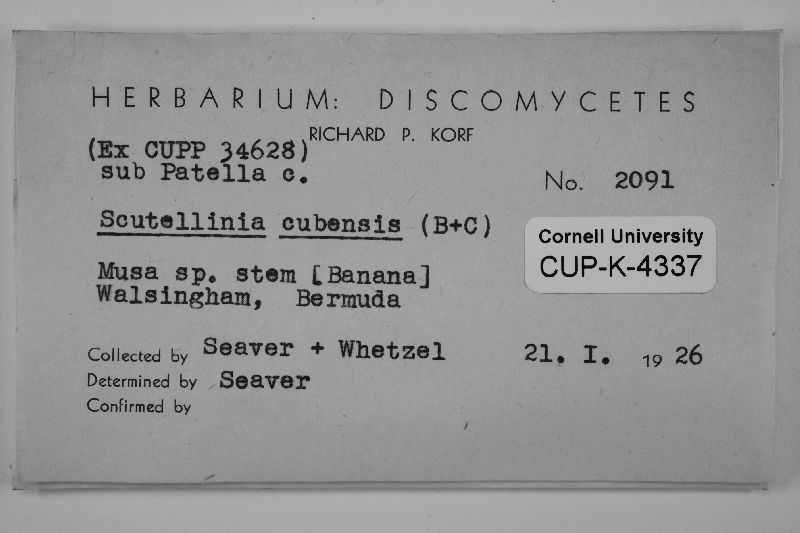 HERBARIUM: DISCOMYCETES
RICHARD P. KORF
(Ex CUPP 34628)
sub Patella c.
No. 2091
Scutellinia cubensis (B+C)
Cornell University
CUP-K-4337
Musa sp. stem [Banana]
Walsingham, Bermuda
Collected by Seaver + Whetzel 21. I. 19 26
Determined by Seaver
Confirmed by